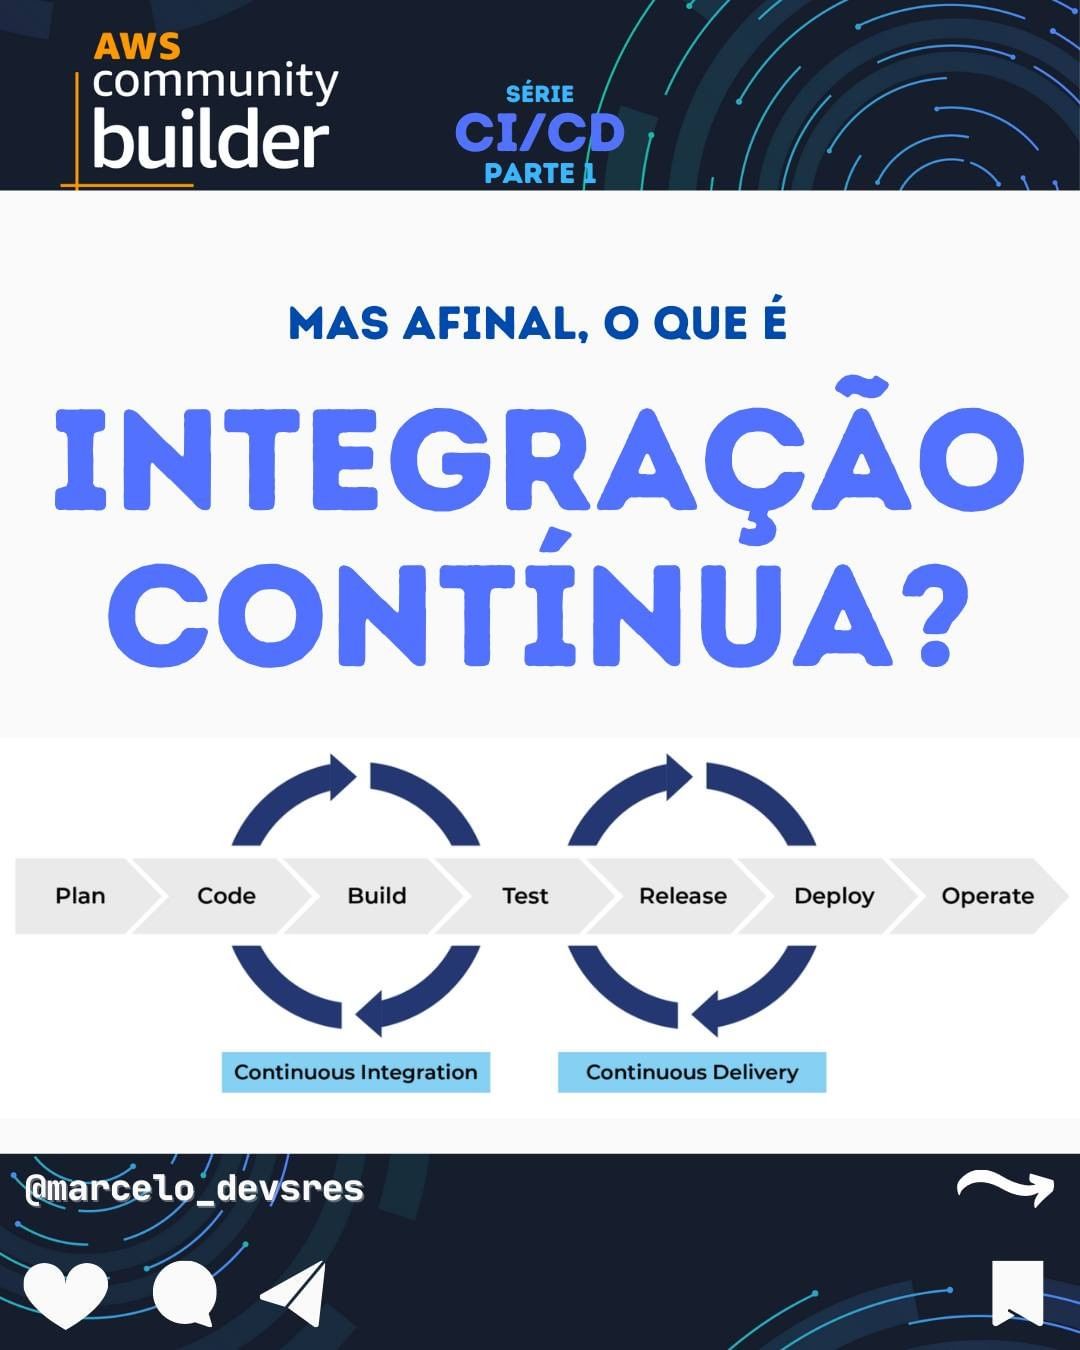 AWS
community
builder
SÉRIE
CI/CD
PARTE 1
MAS AFINAL, O QUE É
INTEGRAÇÃO
CONTÍNUA?
Plan Code Build Test Release Deploy Operate
Continuous Integration Continuous Delivery
@marcelo_devsres